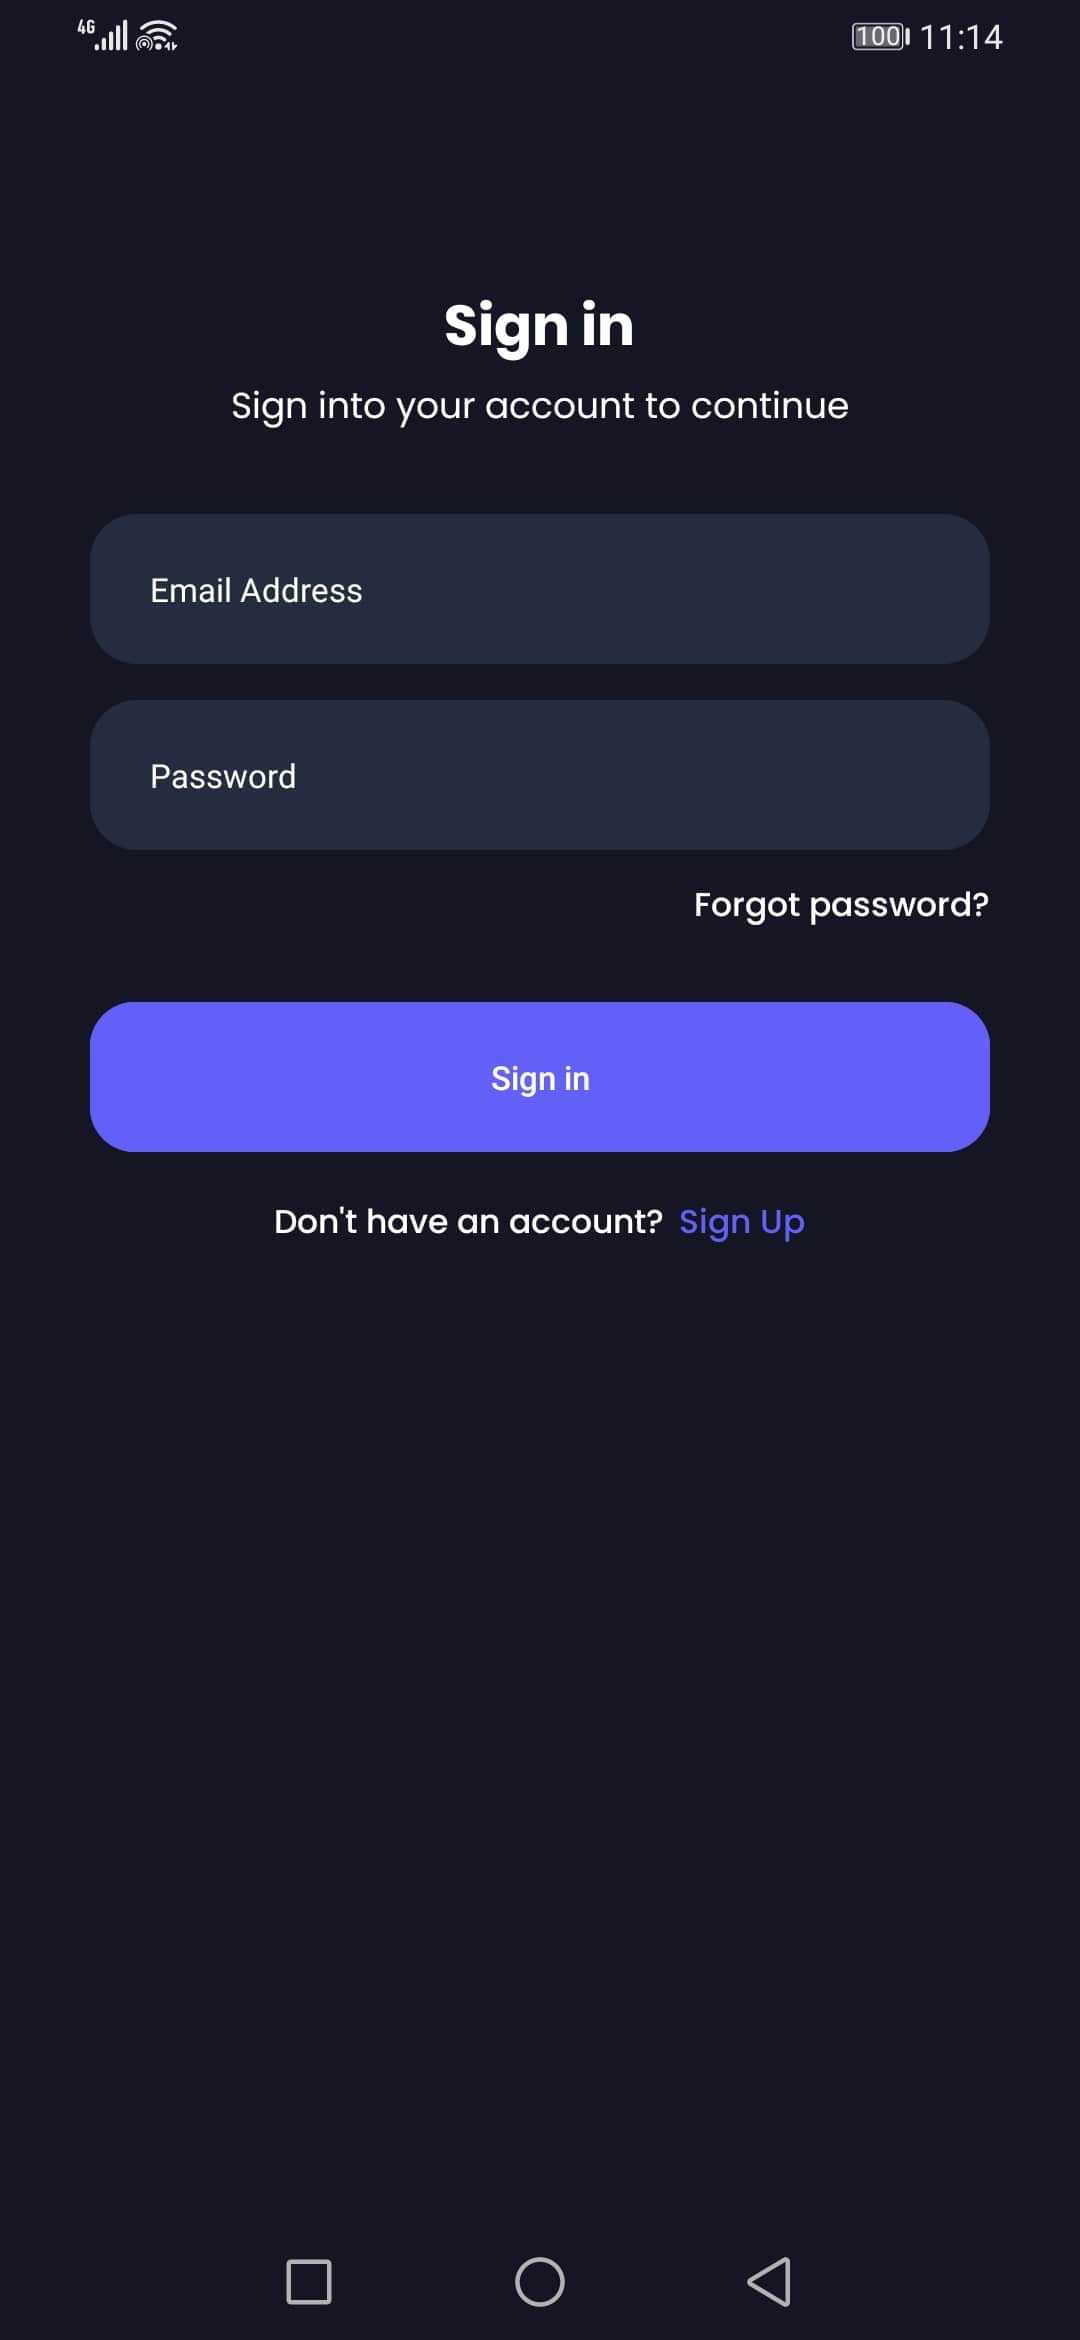 4G 100 11:14
Sign in
Sign into your account to continue
Email Address
Password
Forgot password?
Sign in
Don't have an account? Sign Up